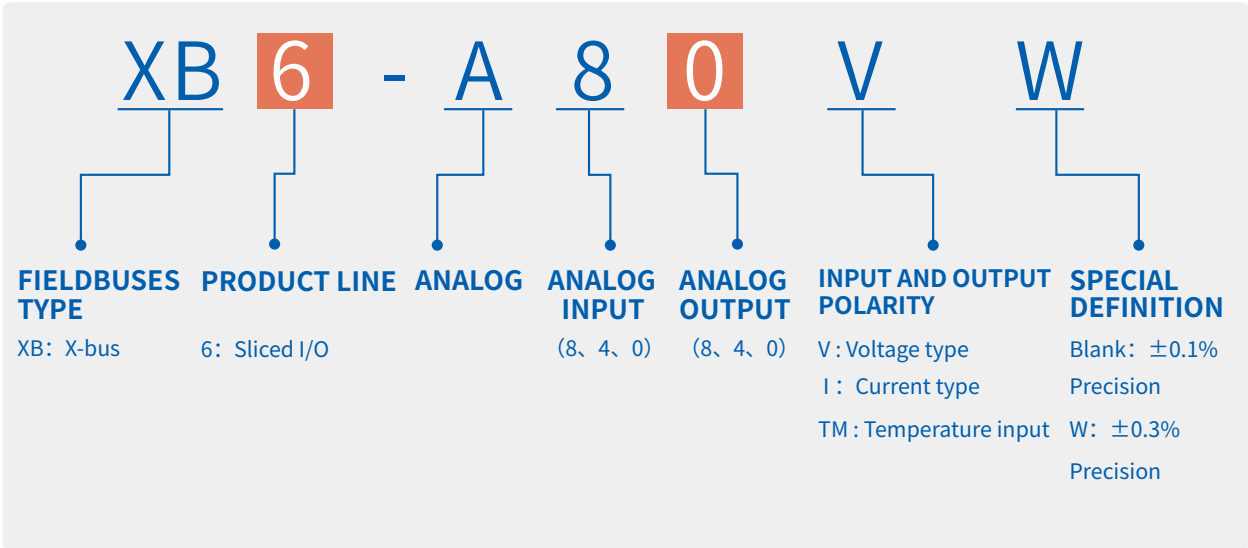 XB 6 - A 8 0 V W
FIELDBUSES
TYPE
XB：X-bus
PRODUCT LINE
6：Sliced I/O
ANALOG
ANALOG
INPUT
（8、4、0）
ANALOG
OUTPUT
（8、4、0）
INPUT AND OUTPUT
POLARITY
V : Voltage type
I： Current type
TM : Temperature input
SPECIAL
DEFINITION
Blank：±0.1%
Precision
W：±0.3%
Precision